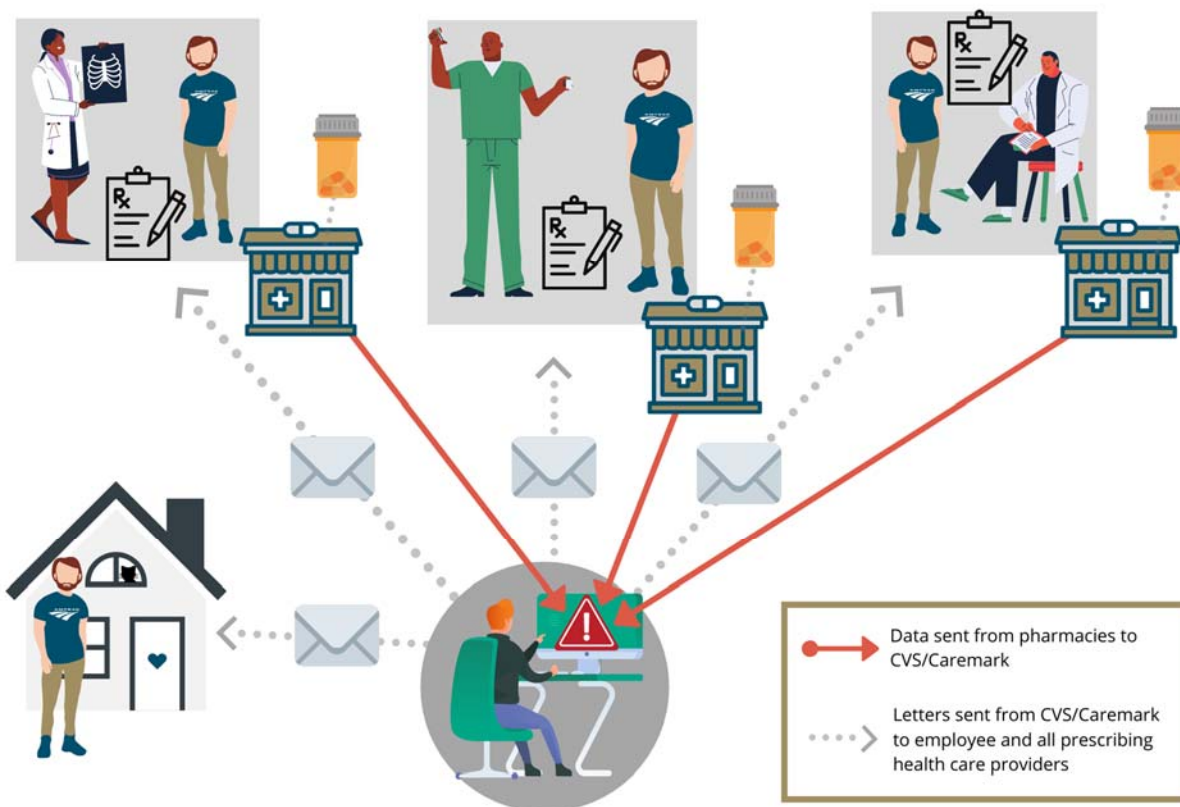 Rx
Rx
Rx
Data sent from pharmacies to
CVS/Caremark
Letters sent from CVS/Caremark
to employee and all prescribing
health care providers